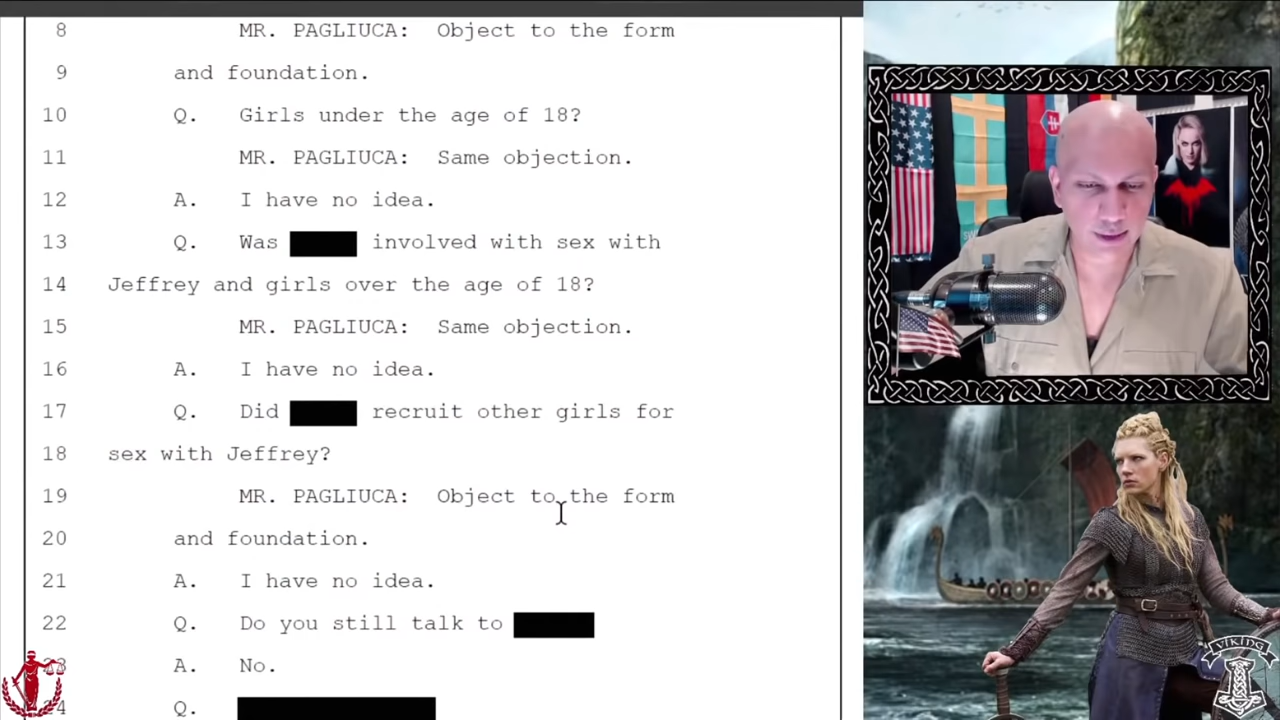 8 MR. PAGLIUCA: Object to the form
9 and foundation.
10 Q. Girls under the age of 18?
11 MR. PAGLIUCA: Same objection.
12 A. I have no idea.
13 Q. Was involved with sex with
14 Jeffrey and girls over the age of 18?
15 MR. PAGLIUCA: Same objection.
16 A. I have no idea.
17 Q. Did recruit other girls for
18 sex with Jeffrey?
19 MR. PAGLIUCA: Object to the form
20 and foundation.
21 A. I have no idea.
22 Q. Do you still talk to
23 A. No.
24 Q.
VIKING